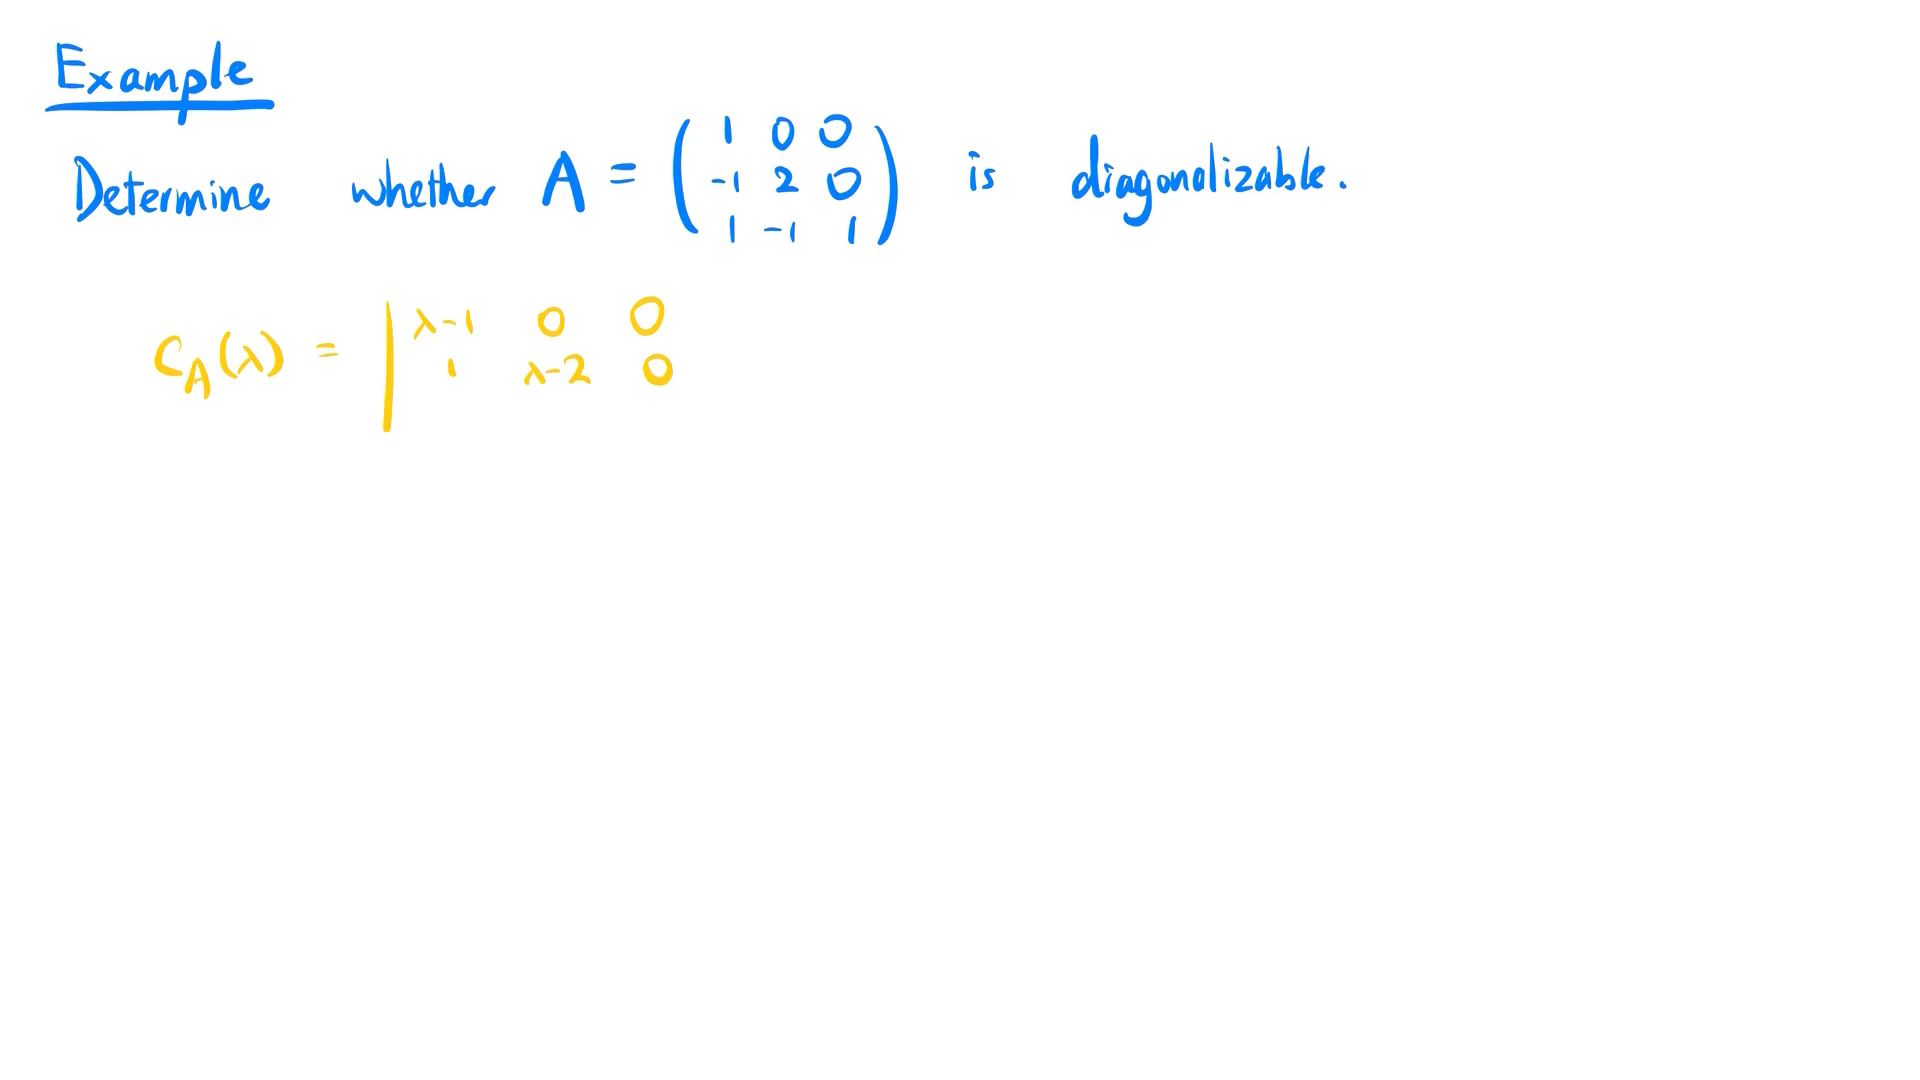 Example
Determine whether A = ( 1 0 0
-1 2 0
1 -1 1 ) is diagonalizable.
C_A(λ) = | λ-1 0 0
1 λ-2 0